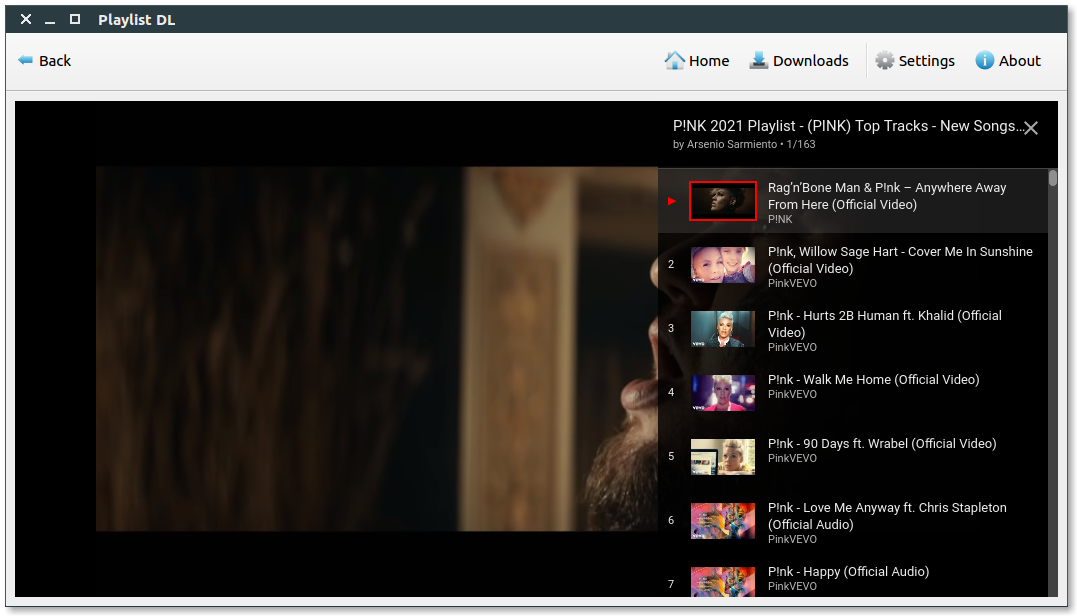 Playlist DL
Back
Home
Downloads
Settings
About
P!NK 2021 Playlist - (PINK) Top Tracks - New Songs...
by Arsenio Sarmiento • 1/163
Rag’n’Bone Man & P!nk – Anywhere Away
From Here (Official Video)
P!NK
2
P!nk, Willow Sage Hart - Cover Me In Sunshine
(Official Video)
PinkVEVO
3
P!nk - Hurts 2B Human ft. Khalid (Official
Video)
PinkVEVO
4
P!nk - Walk Me Home (Official Video)
PinkVEVO
5
P!nk - 90 Days ft. Wrabel (Official Video)
PinkVEVO
6
P!nk - Love Me Anyway ft. Chris Stapleton
(Official Audio)
PinkVEVO
7
P!nk - Happy (Official Audio)
PinkVEVO